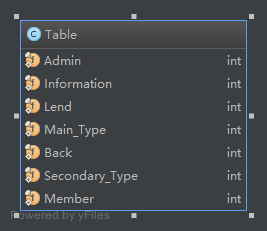 Table
Admin int
Information int
Lend int
Main_Type int
Back int
Secondary_Type int
Member int
Powered by yFiles